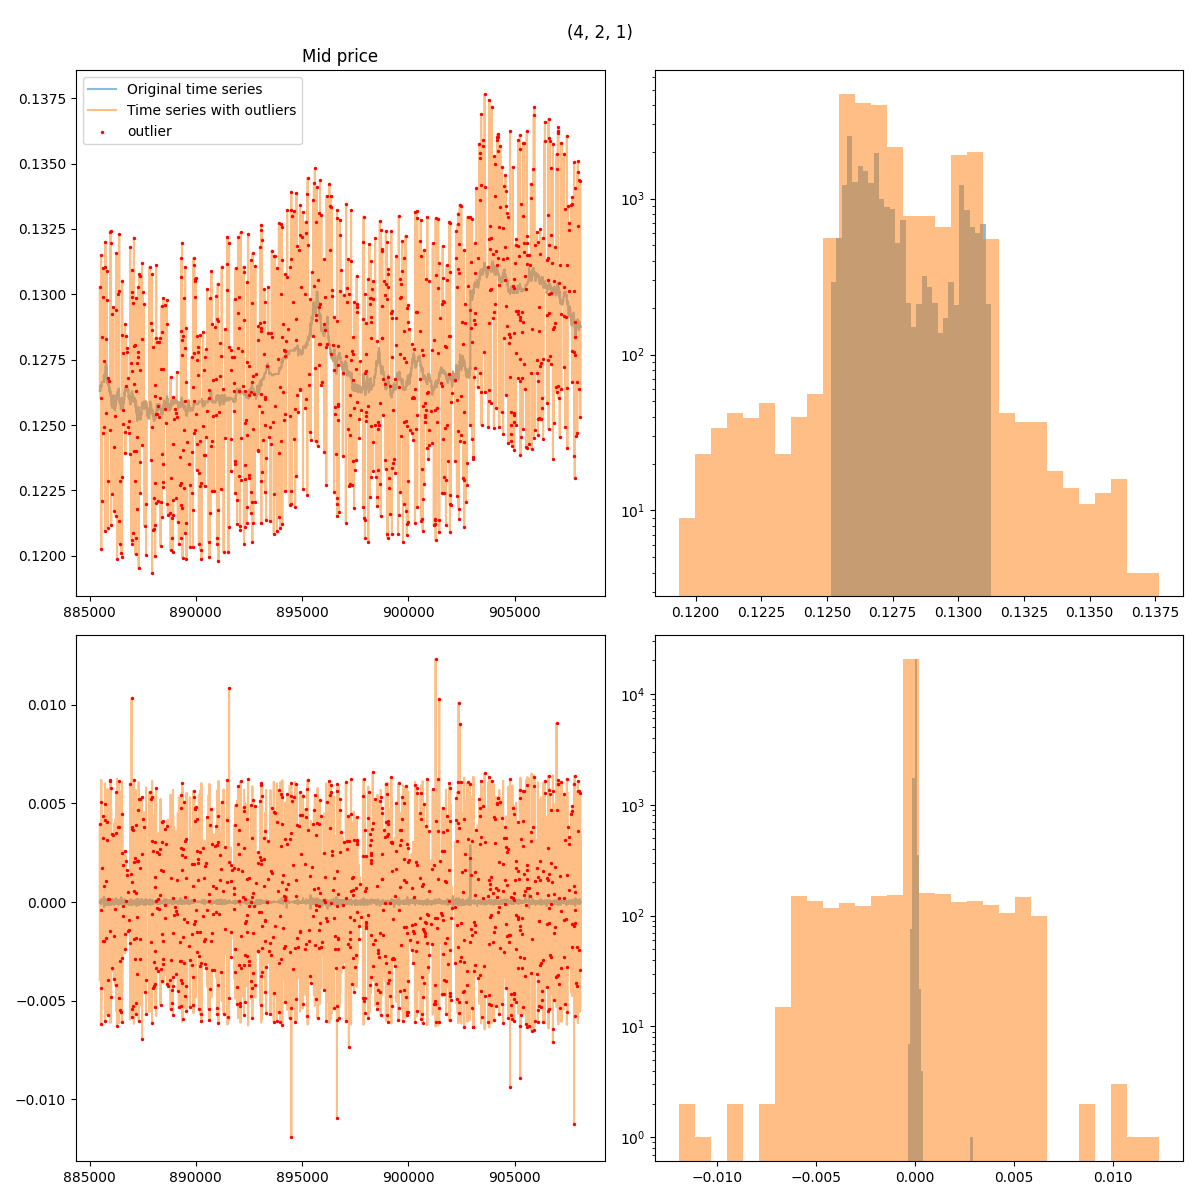 (4, 2, 1)
Mid price
Original time series
Time series with outliers
outlier
0.1375
0.1350
0.1325
0.1300
0.1275
0.1250
0.1225
0.1200
885000 890000 895000 900000 905000
10³
10²
10¹
0.1200 0.1225 0.1250 0.1275 0.1300 0.1325 0.1350 0.1375
0.010
0.005
0.000
−0.005
−0.010
885000 890000 895000 900000 905000
10⁴
10³
10²
10¹
10⁰
−0.010 −0.005 0.000 0.005 0.010